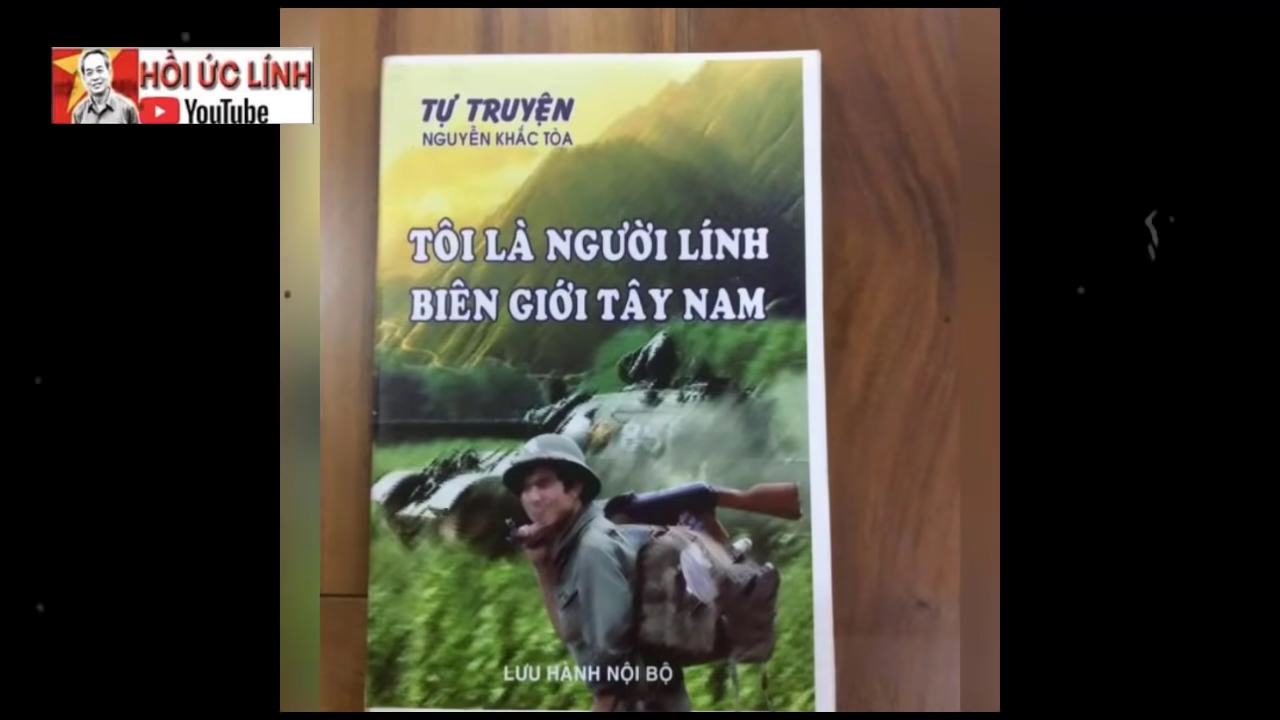 HỒI ỨC LÍNH
YouTube
TỰ TRUYỆN
NGUYỄN KHẮC TÒA
TÔI LÀ NGƯỜI LÍNH
BIÊN GIỚI TÂY NAM
LƯU HÀNH NỘI BỘ